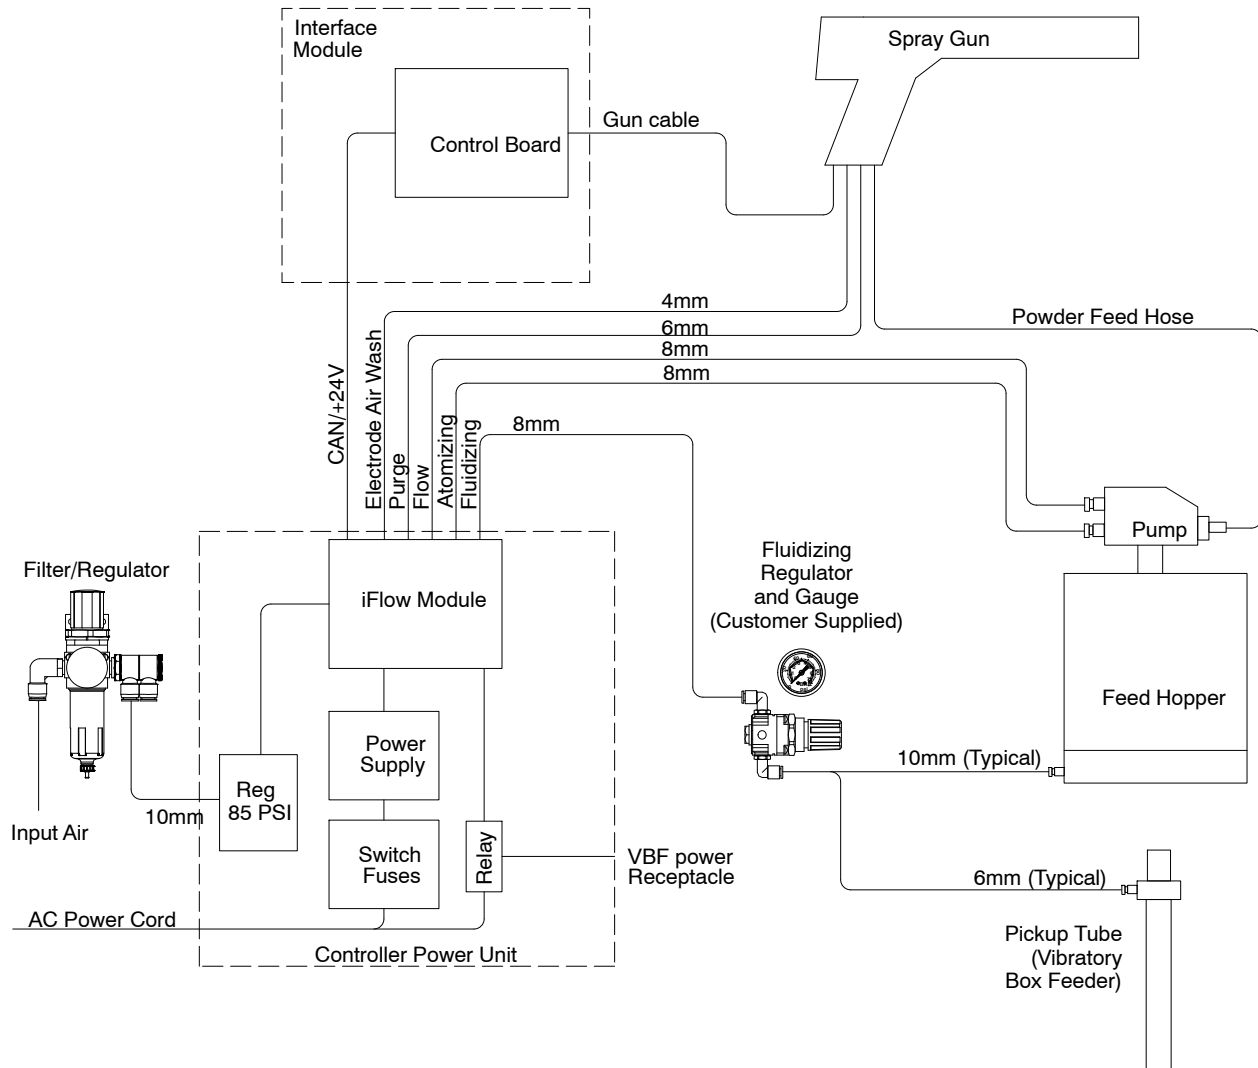 Interface
Module
Spray Gun
Control Board
Gun cable
4mm
6mm
8mm
8mm
8mm
Powder Feed Hose
CAN/+24V
Electrode Air Wash
Purge
Flow
Atomizing
Fluidizing
Pump
Filter/Regulator
iFlow Module
Fluidizing
Regulator
and Gauge
(Customer Supplied)
Feed Hopper
Power
Supply
Reg
85 PSI
10mm
Input Air
10mm (Typical)
Switch
Fuses
Relay
VBF power
Receptacle
6mm (Typical)
AC Power Cord
Controller Power Unit
Pickup Tube
(Vibratory
Box Feeder)